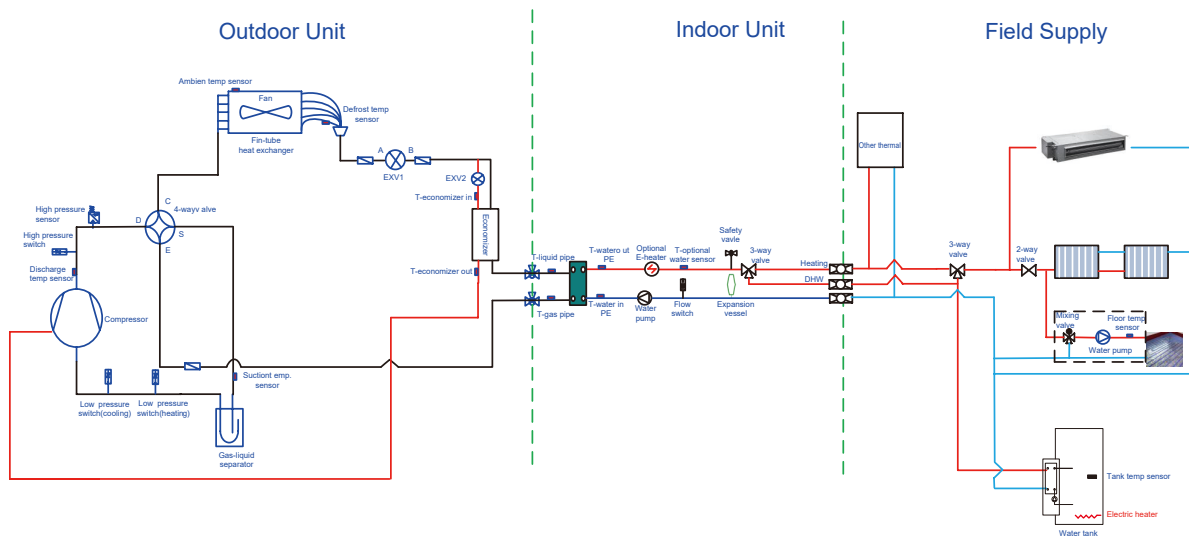 Outdoor Unit
Indoor Unit
Field Supply
Ambien temp sensor
Fan
Fin-tube
heat exchanger
Defrost temp
sensor
A
B
EXV1
EXV2
T-economizer in
Economizer
T-economizer out
High pressure
sensor
High pressure
switch
Discharge
temp sensor
C
4-wayv alve
D
S
E
Compressor
Low pressure
switch(cooling)
Low pressure
switch(heating)
Suctiont emp.
sensor
Gas-liquid
separator
T-liquid pipe
T-gas pipe
T-watero ut
PE
T-water in
PE
Optional
E-heater
Water
pump
T-optional
water sensor
Flow
switch
Safety
vavle
Expansion
vessel
3-way
valve
Heating
DHW
Other thermal
3-way
valve
2-way
valve
Mixing
valve
Floor temp
sensor
Water pump
Tank temp sensor
Electric heater
Water tank